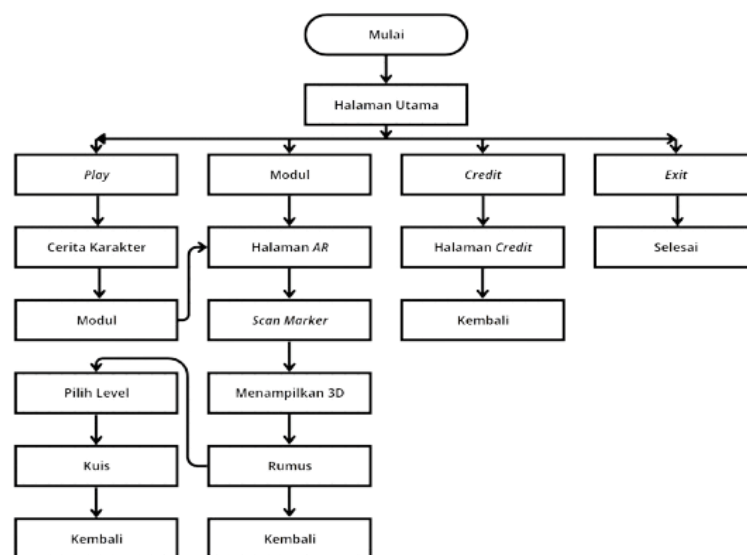 Mulai
Halaman Utama
Play
Modul
Credit
Exit
Cerita Karakter
Halaman AR
Halaman Credit
Selesai
Modul
Scan Marker
Kembali
Pilih Level
Menampilkan 3D
Kuis
Rumus
Kembali
Kembali